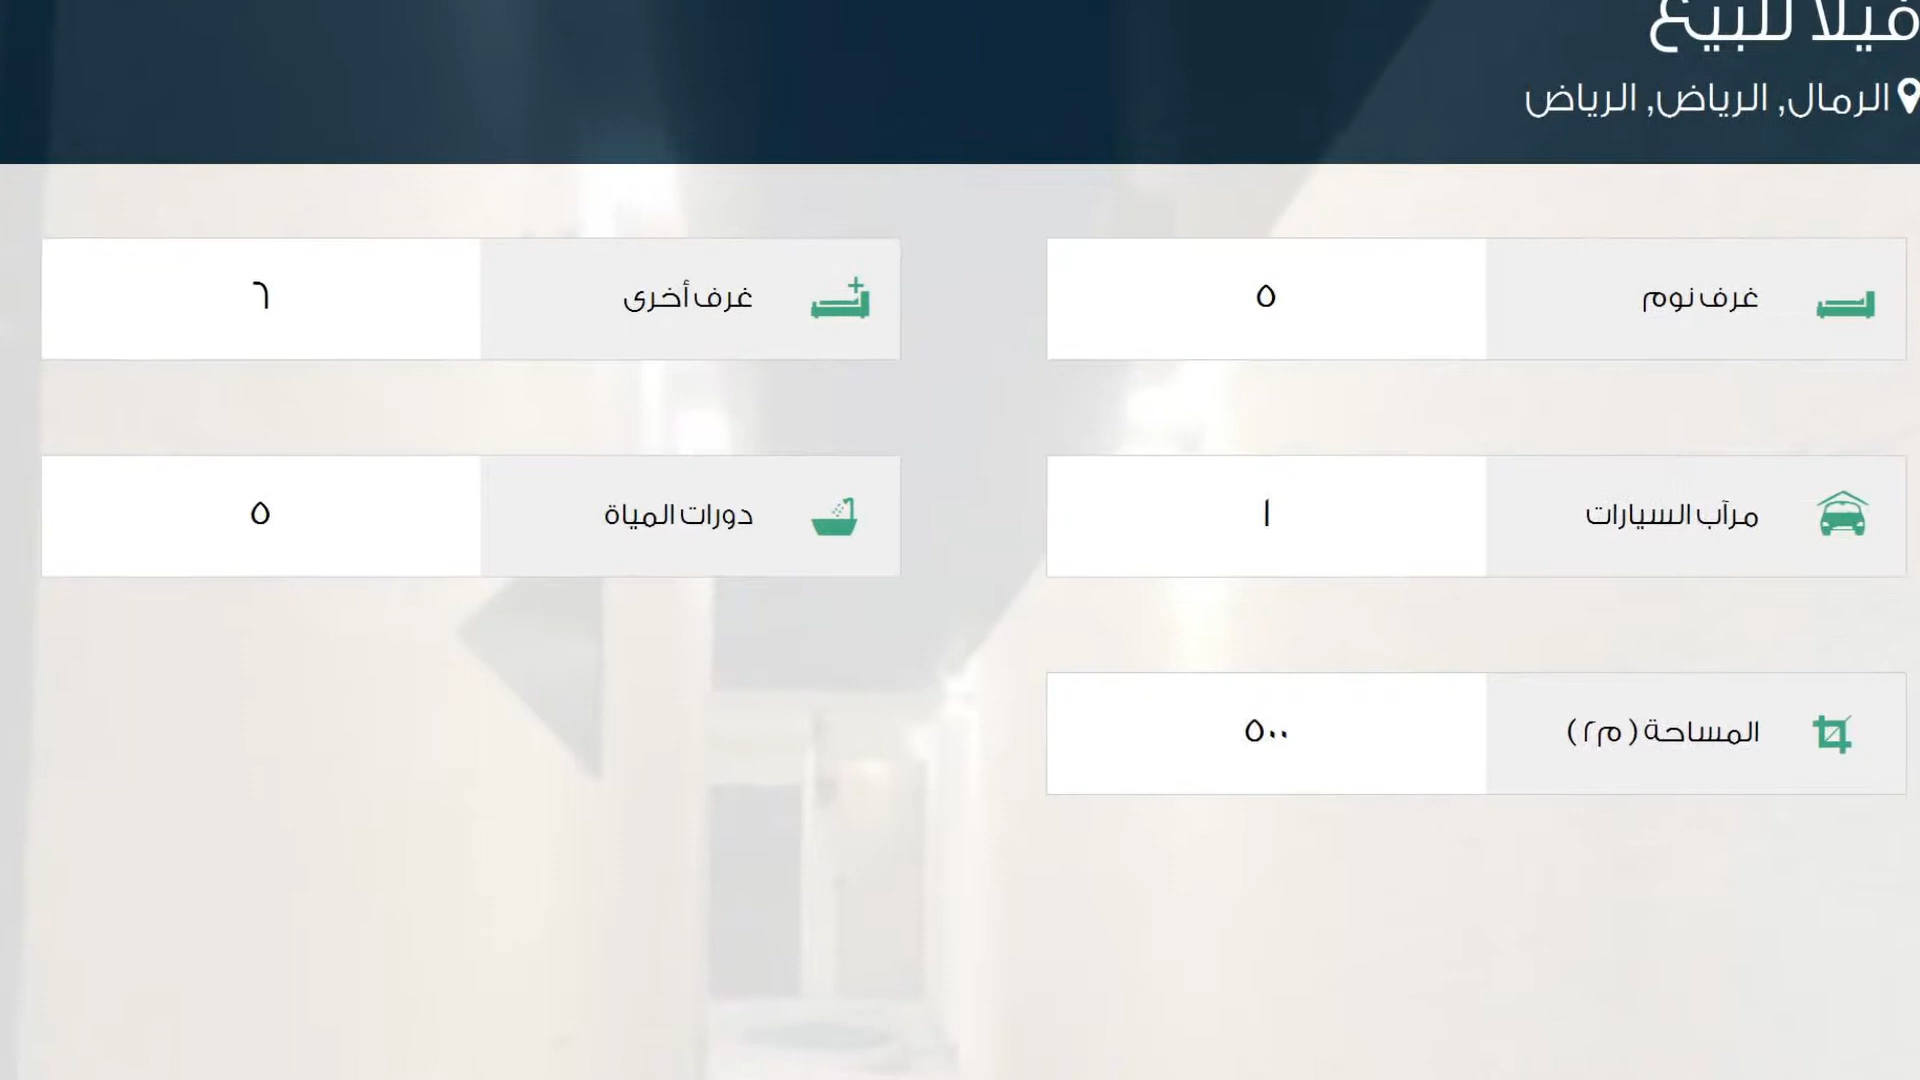 فيلا للبيع
الرمال, الرياض, الرياض
غرف نوم
٥
غرف أخرى
٦
مرآب السيارات
١
دورات المياة
٥
المساحة (م٢)
٥٠٠